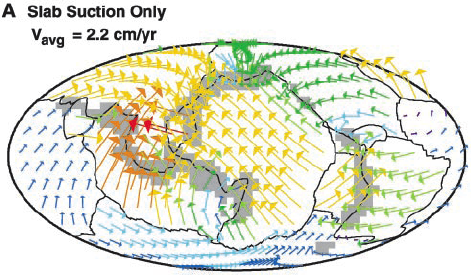 A Slab Suction Only
Vavg = 2.2 cm/yr